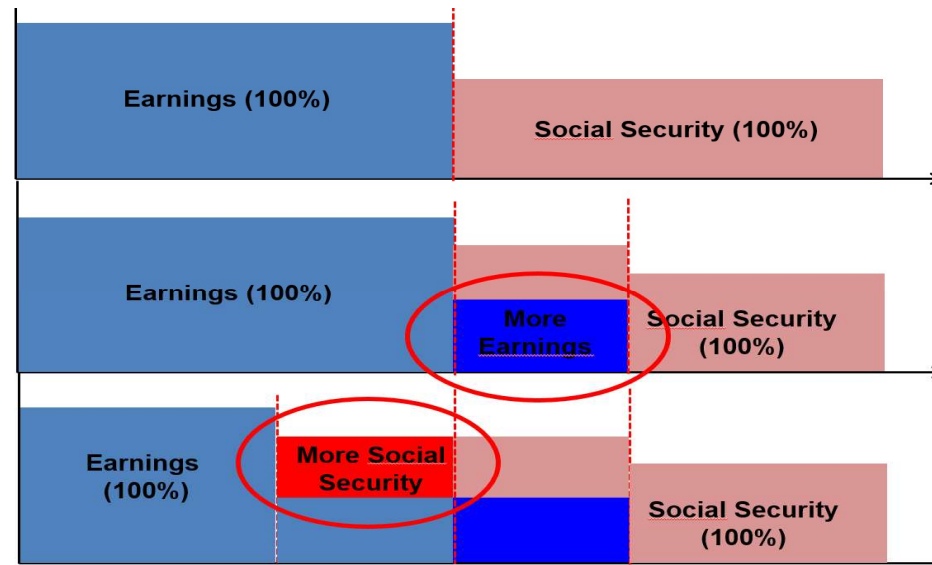 Earnings (100%)
Social Security (100%)
Earnings (100%)
More
Earnings
Social Security
(100%)
Earnings
(100%)
More Social
Security
Social Security
(100%)